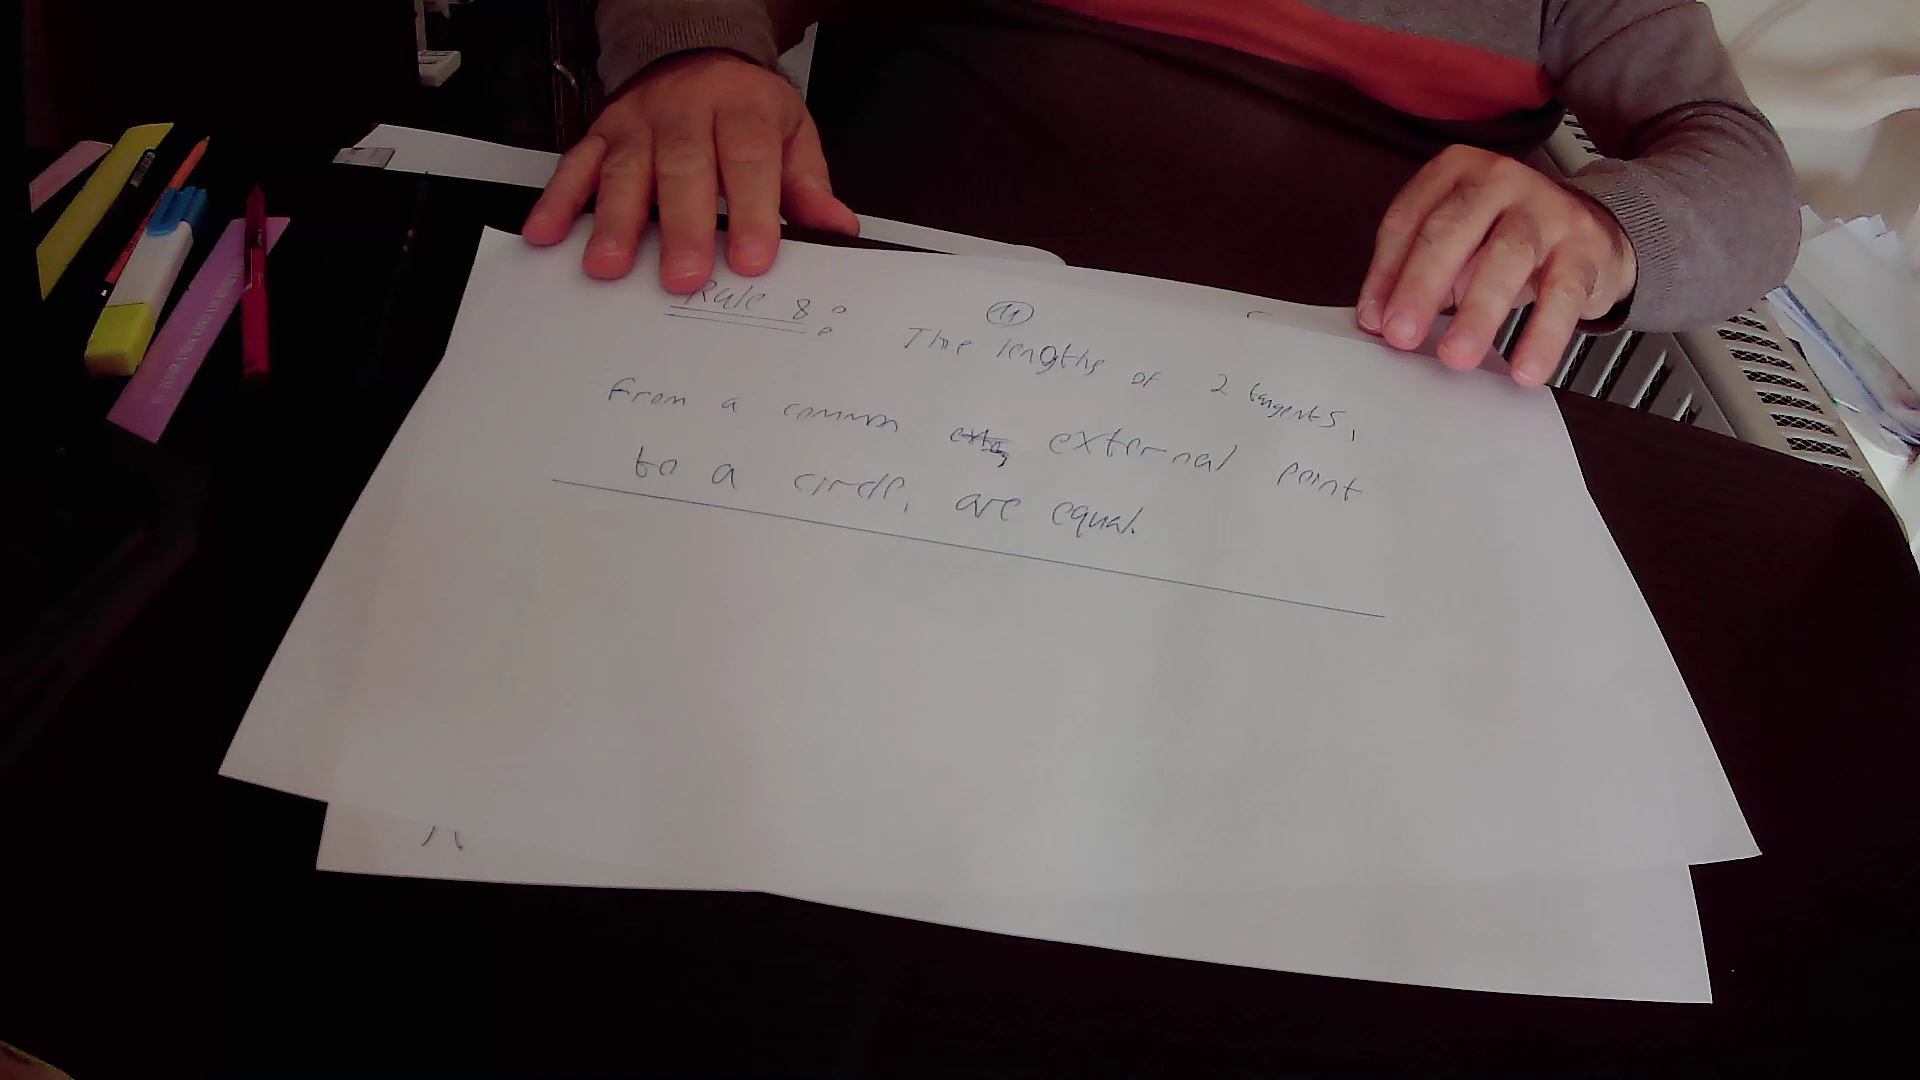 11
Rule 8: The lengths of 2 tangents,
From a common external point
to a circle, are equal.